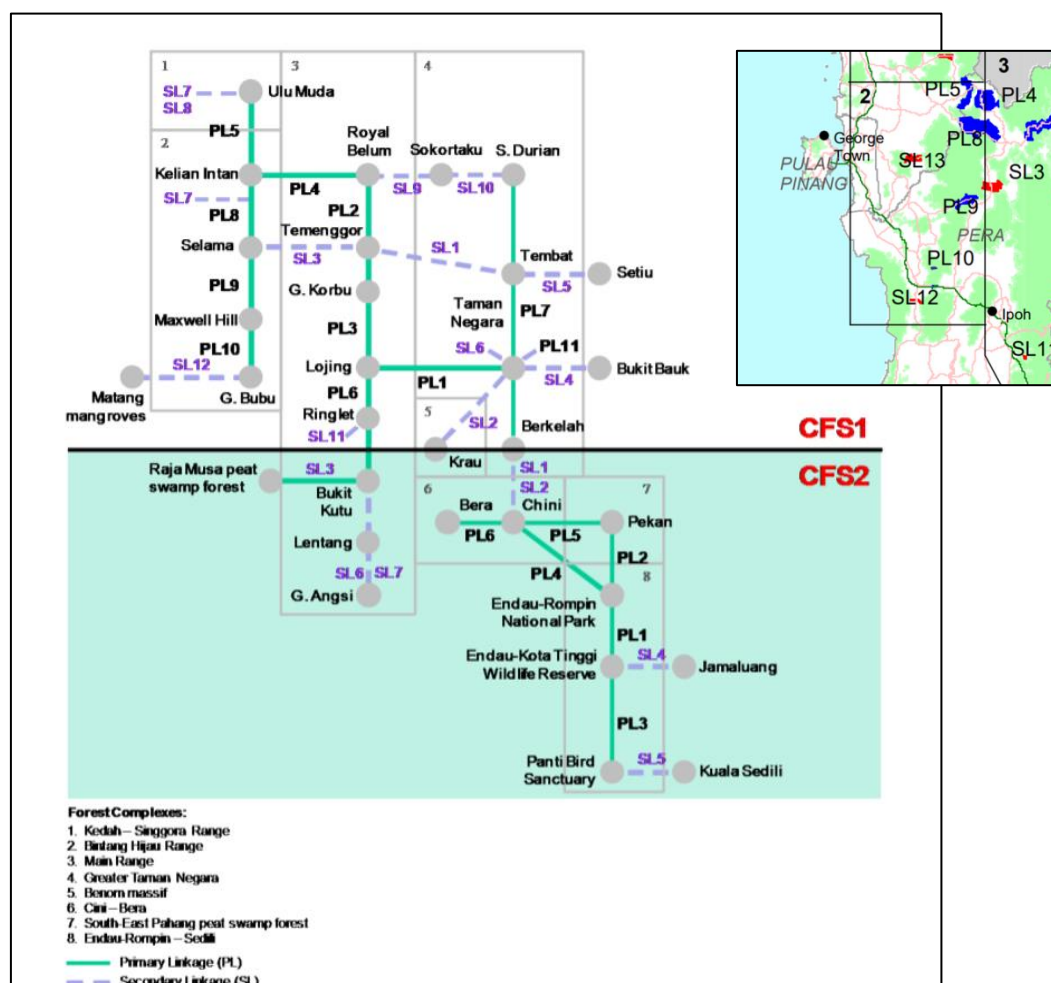 1
3
4
SL7
SL8
Ulu Muda
PL5
2
Royal
Belum
Sokortaku
S. Durian
Kelian Intan
PL4
SL9
SL10
SL7
PL8
PL2
Selama
Temenggor
SL3
SL1
Tembat
Setiu
SL5
PL9
G. Korbu
Taman
Negara
PL7
Maxwell Hill
PL3
PL10
SL6
PL11
SL12
Lojing
PL1
SL4
Bukit Bauk
Matang
mangroves
G. Bubu
PL6
Ringlet
5
SL2
SL11
Berkelah
CFS1
Krau
CFS2
Raja Musa peat
swamp forest
SL3
Bukit
Kutu
SL1
SL2
6
7
Bera
Chini
Pekan
PL6
PL5
Lentang
PL2
SL6
SL7
PL4
8
G. Angsi
Endau-Rompin
National Park
PL1
Endau-Kota Tinggi
Wildlife Reserve
SL4
Jamaluang
PL3
Panti Bird
Sanctuary
SL5
Kuala Sedili
Forest Complexes:
1. Kedah – Singgora Range
2. Bintang Hijau Range
3. Main Range
4. Greater Taman Negara
5. Benom massif
6. Cini – Bera
7. South-East Pahang peat swamp forest
8. Endau-Rompin – Sedili
Primary Linkage (PL)
Secondary Linkage (SL)
3
PL5
PL4
2
George
Town
PL8
PULAU
PINANG
SL13
SL3
PL9
PERA
PL10
SL12
Ipoh
SL11